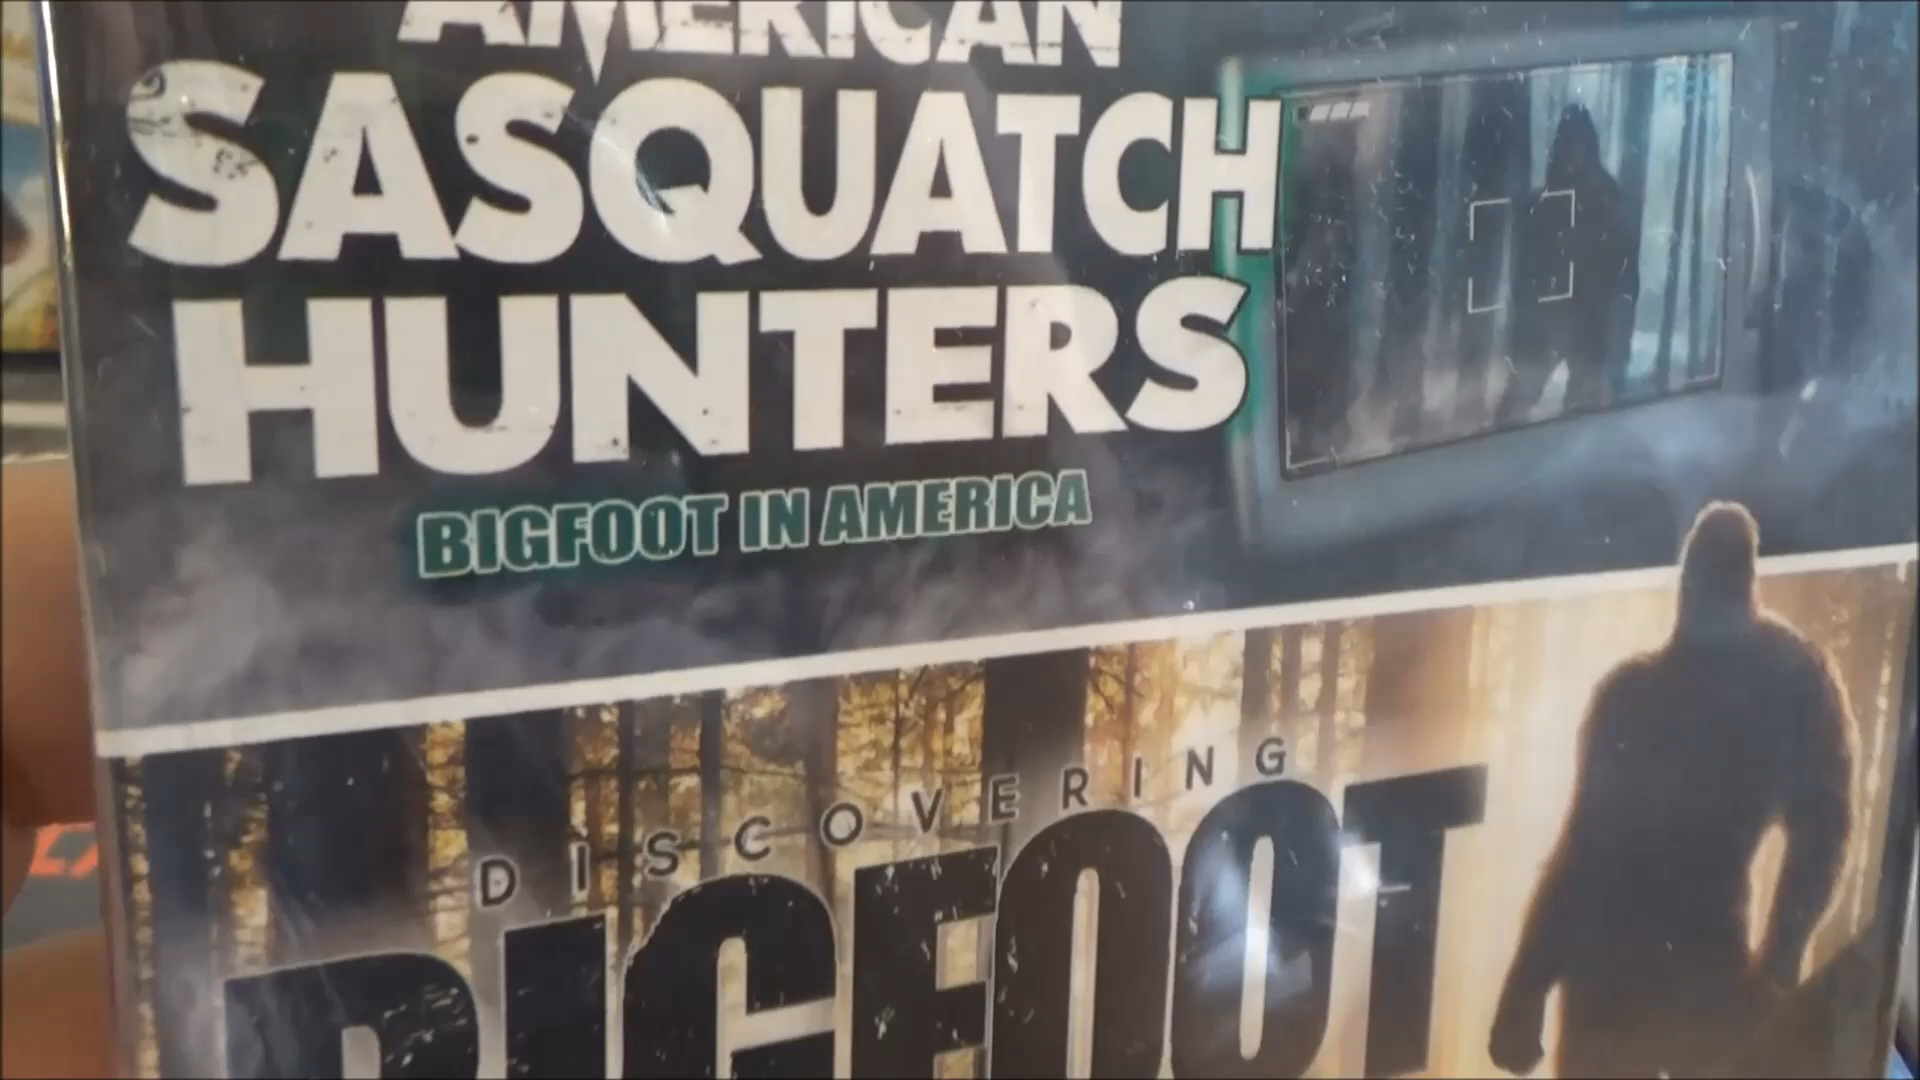 AMERICAN
SASQUATCH
HUNTERS
BIGFOOT IN AMERICA
DISCOVERING
BIGFOOT